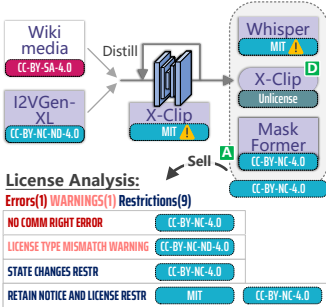 Wiki
media
CC-BY-SA-4.0
Distill
Whisper
MIT
X-Clip
D
Unlicense
I2VGen-
XL
CC-BY-NC-ND-4.0
X-Clip
MIT
Mask
Former
CC-BY-NC-4.0
A
Sell
CC-BY-NC-4.0
License Analysis:
Errors(1) WARNINGS(1) Restrictions(9)
NO COMM RIGHT ERROR CC-BY-NC-4.0
LICENSE TYPE MISMATCH WARNING CC-BY-NC-ND-4.0
STATE CHANGES RESTR CC-BY-NC-4.0
RETAIN NOTICE AND LICENSE RESTR MIT CC-BY-NC-4.0